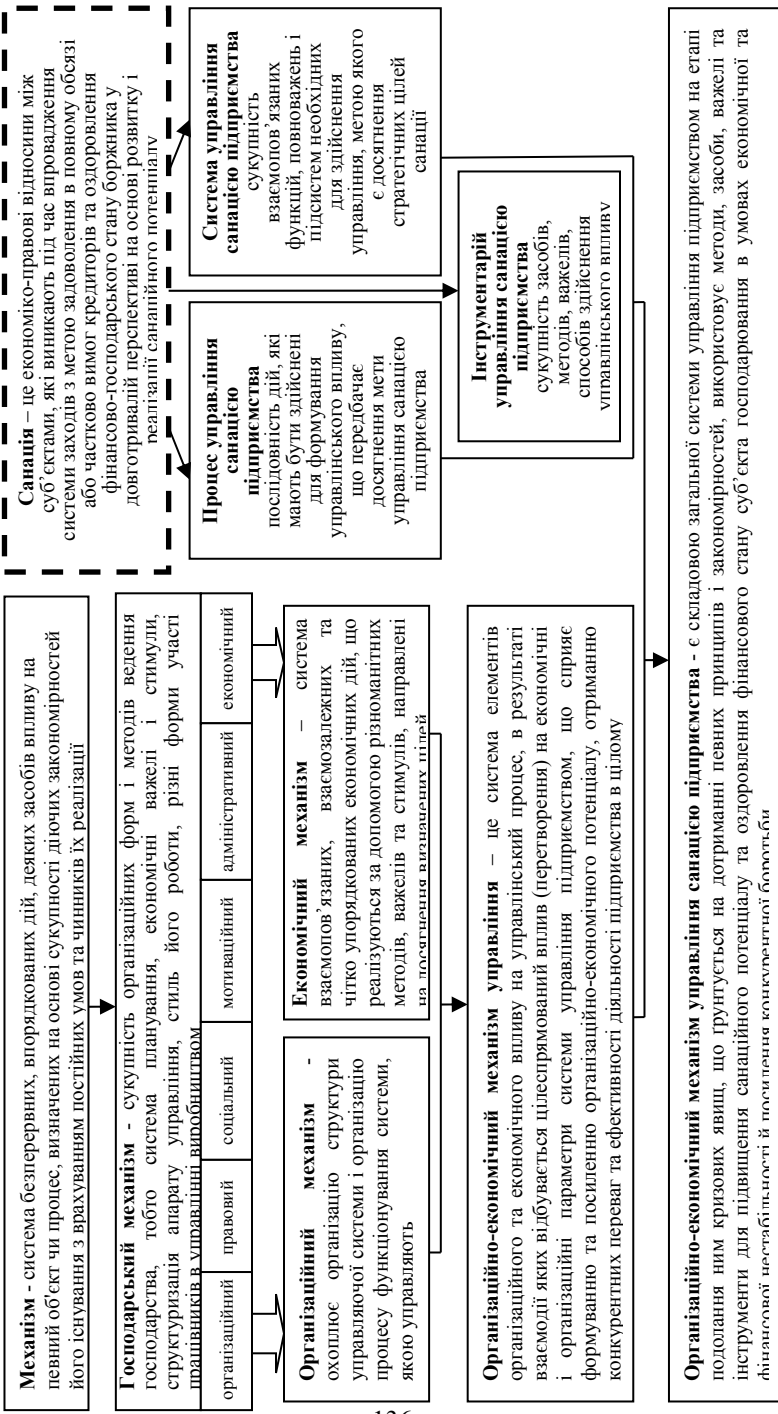 Механізм - система безперервних, впорядкованих дій, деяких засобів впливу на
певний об'єкт чи процес, визначених на основі сукупності діючих закономірностей
його існування з врахуванням постійних умов та чинників їх реалізації
Господарський механізм - сукупність організаційних форм і методів ведення
господарства, тобто система планування, економічні важелі і стимули,
структуризація апарату управління, стиль його роботи, різні форми участі
працівників в управлінні виробництвом
організаційний
правовий
соціальний
мотиваційний
адміністративний
економічний
Організаційний механізм -
охоплює організацію структури
управляючої системи і організацію
процесу функціонування системи,
якою управляють
Економічний механізм – система
взаємопов'язаних, взаємозалежних та
чітко упорядкованих економічних дій, що
реалізуються за допомогою різноманітних
методів, важелів та стимулів, направлені
на досягнення визначених цілей
Організаційно-економічний механізм управління – це система елементів
організаційного та економічного впливу на управлінський процес, в результаті
взаємодії яких відбувається цілеспрямований вплив (перетворення) на економічні
і організаційні параметри системи управління підприємством, що сприяє
формуванню та посиленню організаційно-економічного потенціалу, отриманню
конкурентних переваг та ефективності діяльності підприємства в цілому
Санація – це економіко-правові відносини між
суб'єктами, які виникають під час впровадження
системи заходів з метою задоволення в повному обсязі
або частково вимог кредиторів та оздоровлення
фінансово-господарського стану боржника у
довготривалій перспективі на основі розвитку і
реалізації санаційного потенціалу
Процес управління
санацією
підприємства
послідовність дій, які
мають бути здійснені
для формування
управлінського впливу,
що передбачає
досягнення мети
управління санацією
підприємства
Система управління
санацією підприємства
сукупність
взаємопов'язаних
функцій, повноважень і
підсистем необхідних
для здійснення
управління, метою якого
є досягнення
стратегічних цілей
санації
Інструментарій
управління санацією
підприємства
сукупність засобів,
методів, важелів,
способів здійснення
управлінського впливу
Організаційно-економічний механізм управління санацією підприємства - є складовою загальної системи управління підприємством на етапі
подолання ним кризових явищ, що ґрунтується на дотриманні певних принципів і закономірностей, використовує методи, засоби, важелі та
інструменти для підвищення санаційного потенціалу та оздоровлення фінансового стану суб'єкта господарювання в умовах економічної та
фінансової нестабільності й посилення конкурентної боротьби